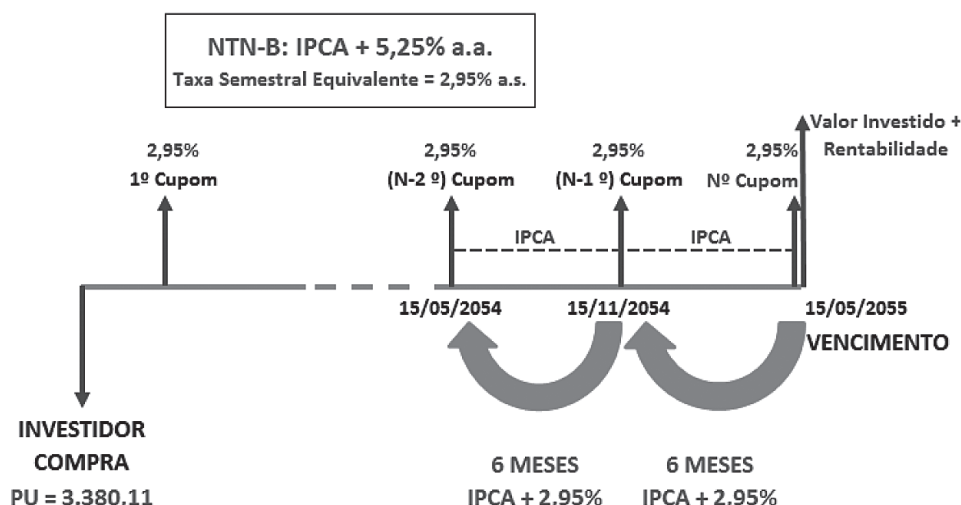 NTN-B: IPCA + 5,25% a.a.
Taxa Semestral Equivalente = 2,95% a.s.
Valor Investido +
Rentabilidade
2,95%
1º Cupom
2,95%
(N-2 º) Cupom
2,95%
(N-1 º) Cupom
2,95%
Nº Cupom
IPCA
IPCA
15/05/2054
15/11/2054
15/05/2055
VENCIMENTO
INVESTIDOR
COMPRA
PU = 3.380,11
6 MESES
IPCA + 2,95%
6 MESES
IPCA + 2,95%